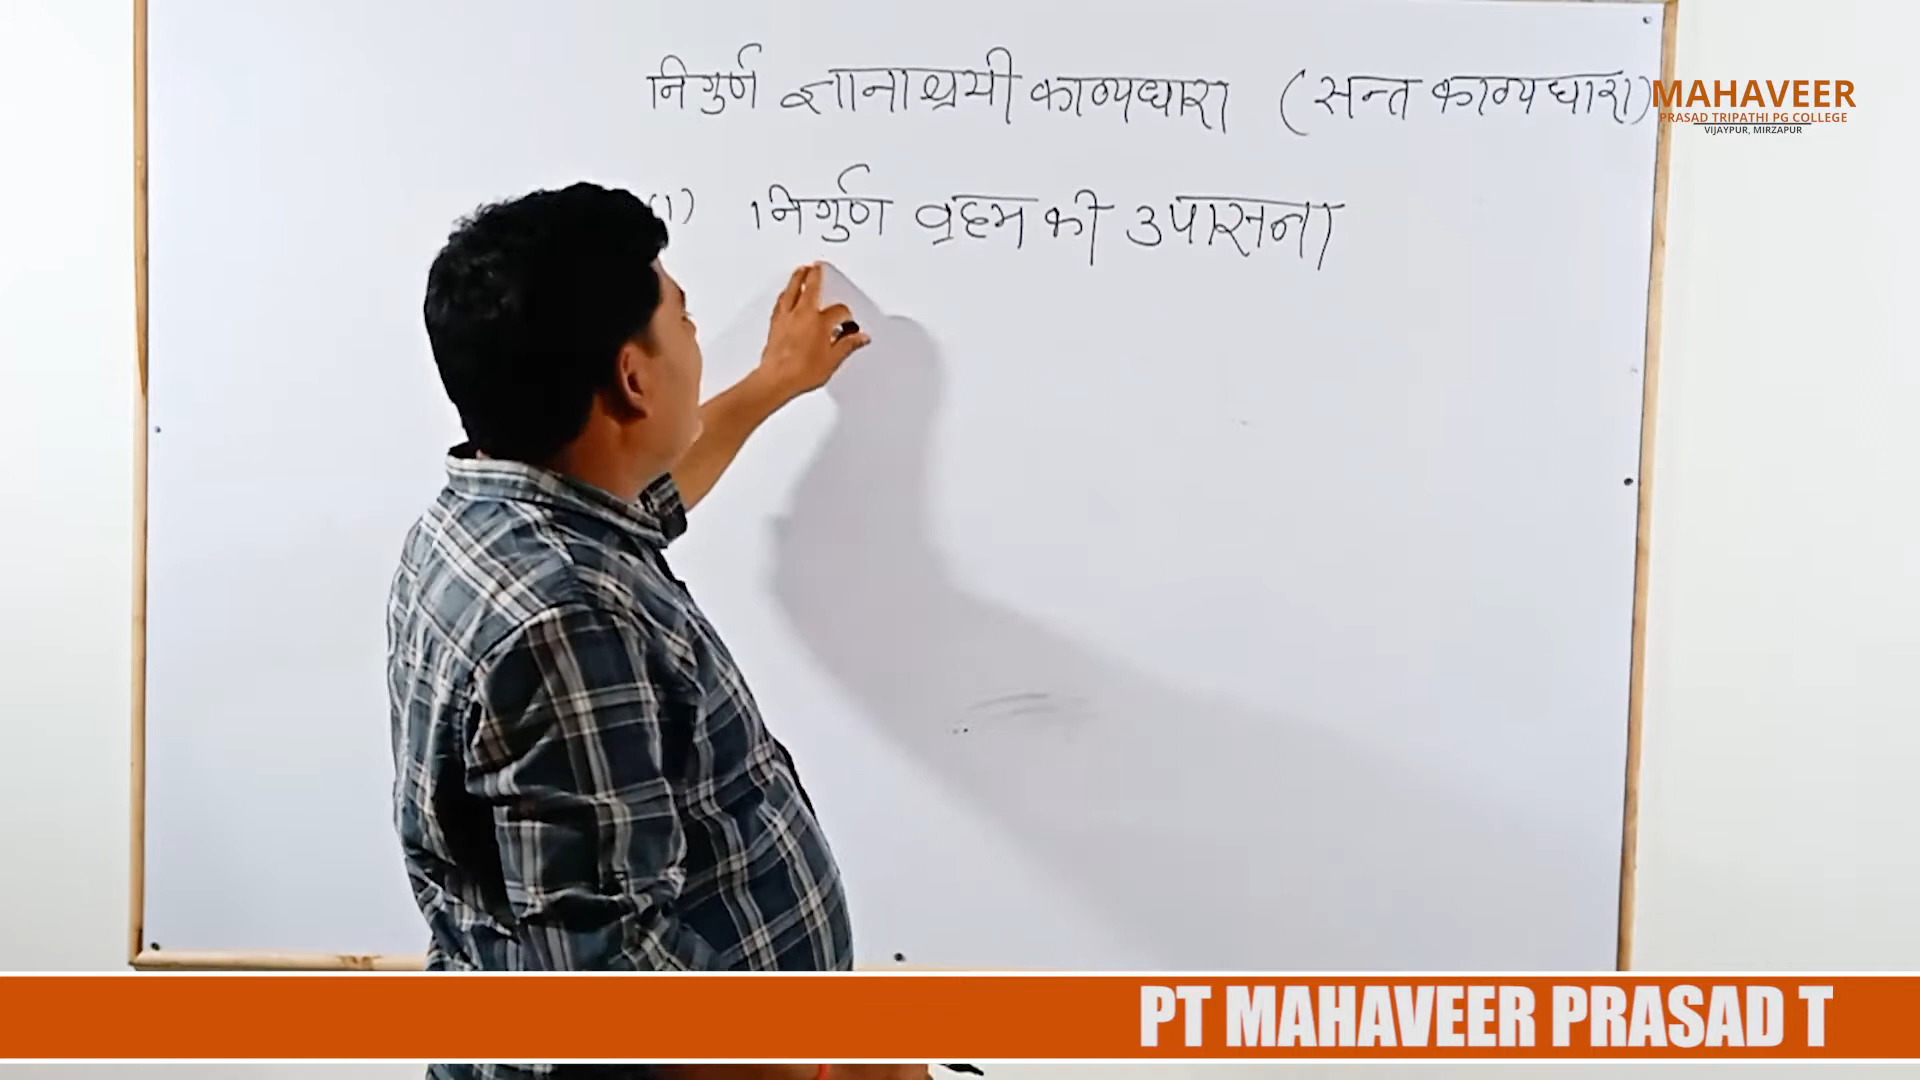 निर्गुण ज्ञानाश्रयी काव्यधारा (सन्त काव्यधारा)
(1) निर्गुण ब्रह्म की उपासना
MAHAVEER
PRASAD TRIPATHI PG COLLEGE
VIJAYPUR, MIRZAPUR
PT MAHAVEER PRASAD T